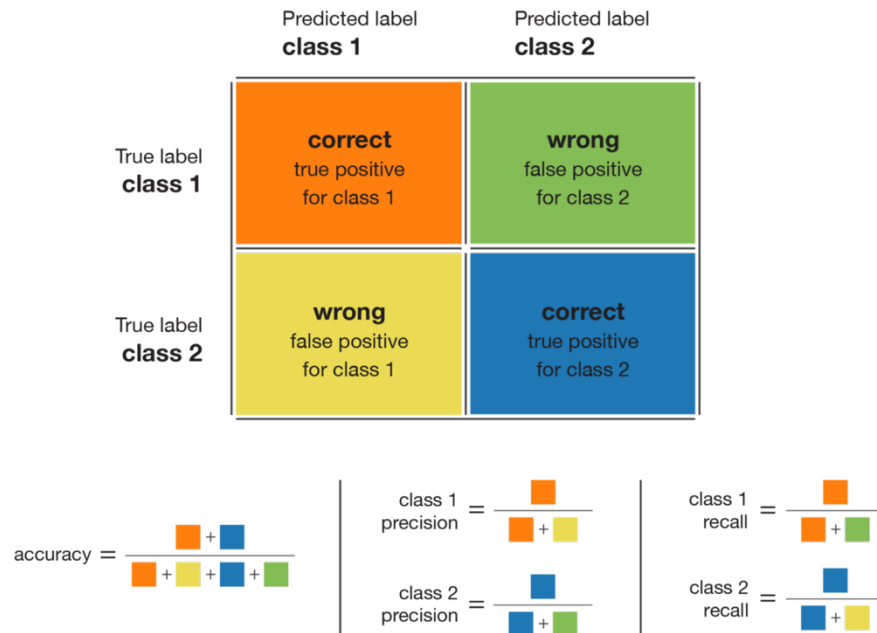 Predicted label
class 1
Predicted label
class 2
True label
class 1
correct
true positive
for class 1
wrong
false positive
for class 2
True label
class 2
wrong
false positive
for class 1
correct
true positive
for class 2
accuracy =
+
+ + +
class 1
precision
=
+
class 2
precision
=
+
class 1
recall
=
+
class 2
recall
=
+